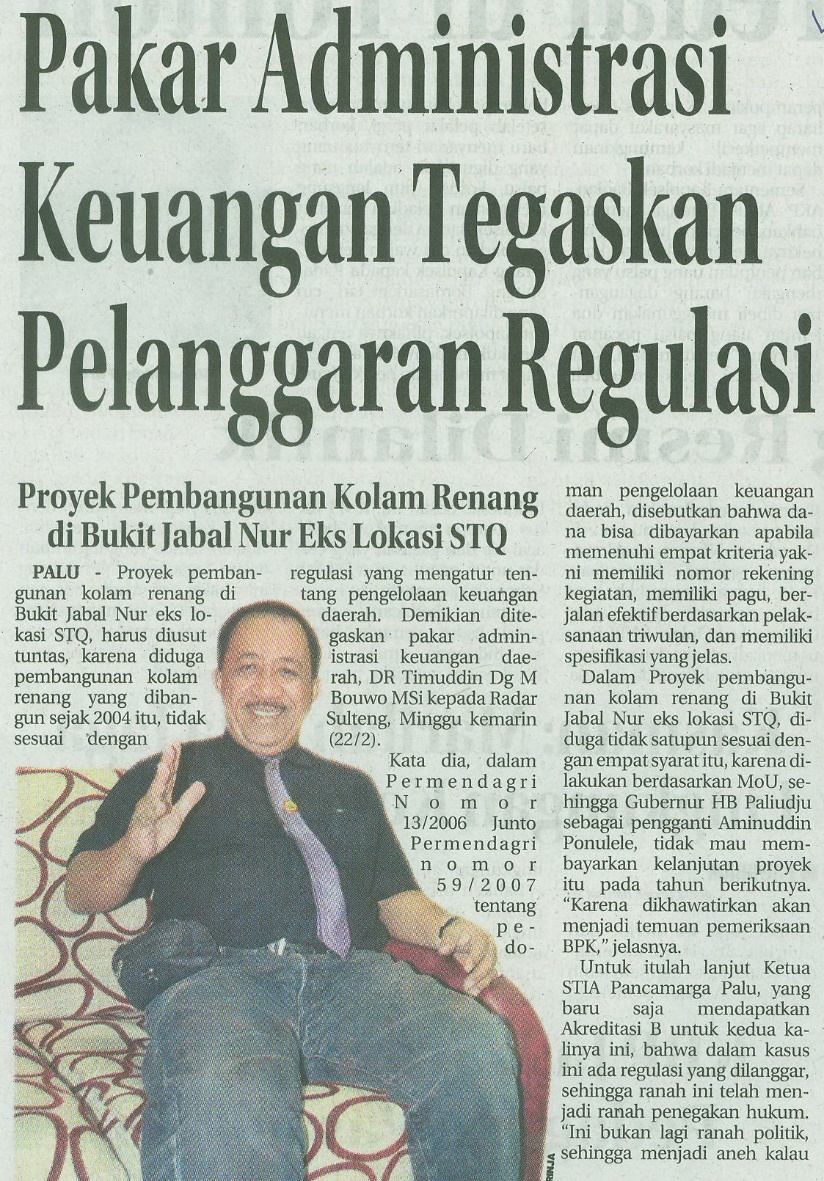 Pakar Administrasi
Keuangan Tegaskan
Pelanggaran Regulasi
Proyek Pembangunan Kolam Renang
di Bukit Jabal Nur Eks Lokasi STQ
PALU - Proyek pemban-
gunan kolam renang di
Bukit Jabal Nur eks lo-
kasi STQ, harus diusut
tuntas, karena diduga
pembangunan kolam
renang yang diban-
gun sejak 2004 itu, tidak
sesuai dengan
regulasi yang mengatur ten-
tang pengelolaan keuangan
daerah. Demikian dite-
gaskan pakar admin-
istrasi keuangan dae-
rah, DR Timuddin Dg M
Bouwo MSi kepada Radar
Sulteng, Minggu kemarin
(22/2).
Kata dia, dalam
Permendagri
Nomor
13/2006 Junto
Permendagri
nomor
59/2007
tentang
pe-
do-
man pengelolaan keuangan
daerah, disebutkan bahwa da-
na bisa dibayarkan apabila
memenuhi empat kriteria yak-
ni memiliki nomor rekening
kegiatan, memiliki pagu, ber-
jalan efektif berdasarkan pelak-
sanaan triwulan, dan memiliki
spesifikasi yang jelas.
Dalam Proyek pembangu-
nan kolam renang di Bukit
Jabal Nur eks lokasi STQ, di-
duga tidak satupun sesuai den-
gan empat syarat itu, karena di-
lakukan berdasarkan MoU, se-
hingga Gubernur HB Paliudju
sebagai pengganti Aminuddin
Ponulele, tidak mau mem-
bayarkan kelanjutan proyek
itu pada tahun berikutnya.
“Karena dikhawatirkan akan
menjadi temuan pemeriksaan
BPK,” jelasnya.
Untuk itulah lanjut Ketua
STIA Pancamarga Palu, yang
baru saja mendapatkan
Akreditasi B untuk kedua ka-
linya ini, bahwa dalam kasus
ini ada regulasi yang dilanggar,
sehingga ranah ini telah men-
jadi ranah penegakan hukum.
“Ini bukan lagi ranah politik,
sehingga menjadi aneh kalau